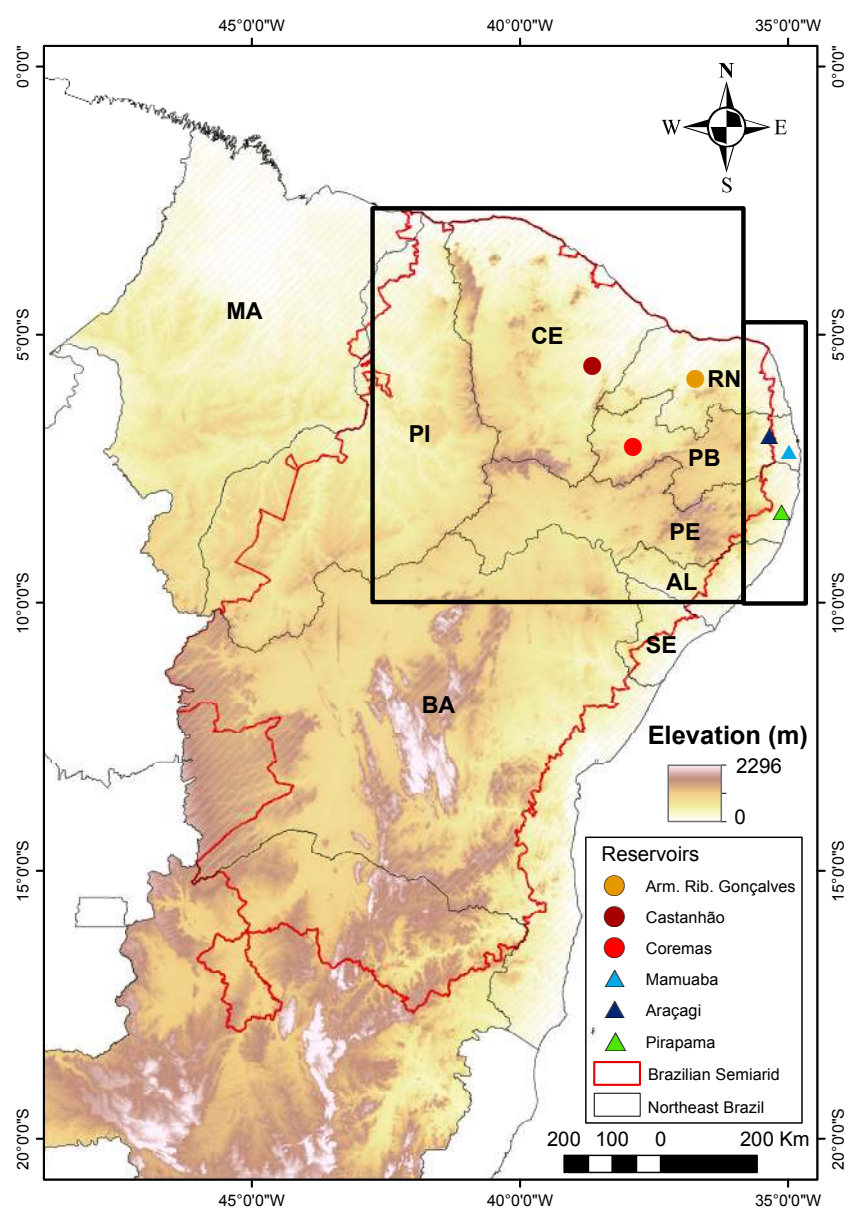 45°0'0"W 40°0'0"W 35°0'0"W
0°0'0"
N
W E
S
MA
CE
5°0'0"S 5°0'0"S
RN
PI
PB
PE
AL
10°0'0"S 10°0'0"S
SE
BA
Elevation (m)
2296
0
Reservoirs
15°0'0"S 15°0'0"S
Arm. Rib. Gonçalves
Castanhão
Coremas
Mamuaba
Araçagi
Pirapama
Brazilian Semiarid
Northeast Brazil
20°0'0"S 20°0'0"S
200 100 0 200 Km
45°0'0"W 40°0'0"W 35°0'0"W
0°0'0"